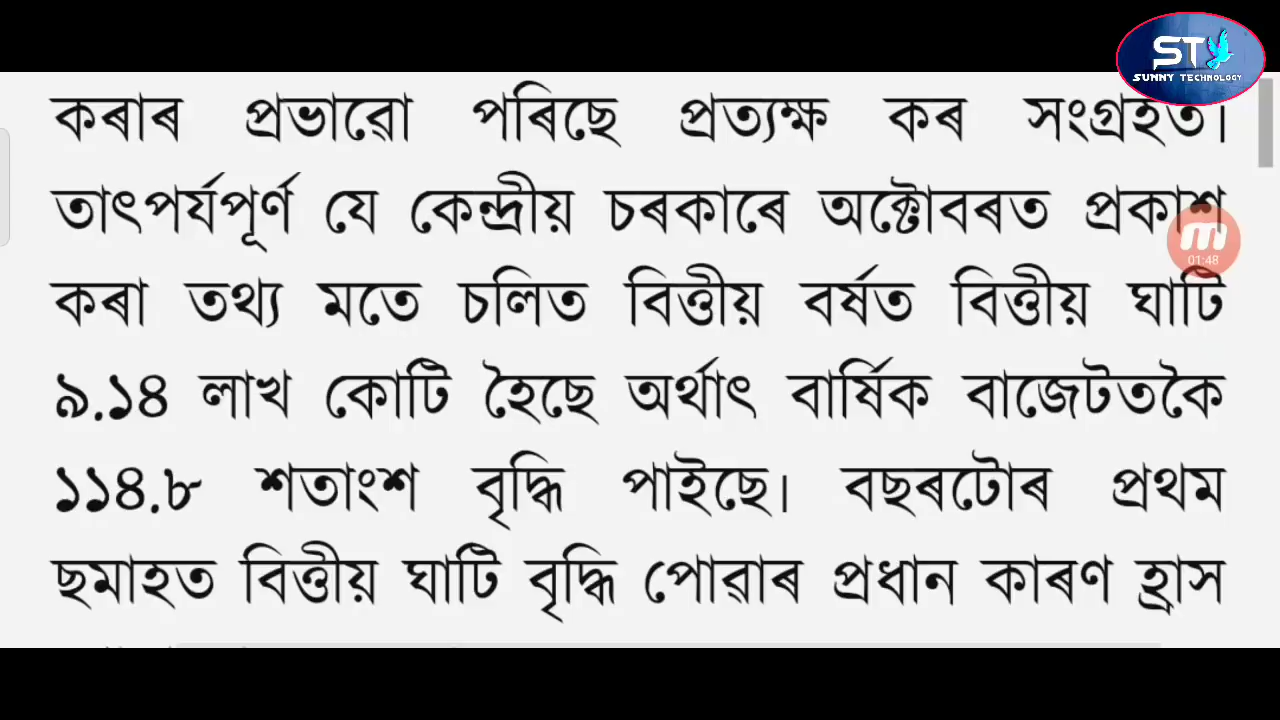 ST
SUNNY TECHNOLOGY
কৰাৰ প্ৰভাৱো পৰিছে প্ৰত্যক্ষ কৰ সংগ্ৰহত।
তাৎপৰ্যপূৰ্ণ যে কেন্দ্ৰীয় চৰকাৰে অক্টোবৰত প্ৰকাশ
01:48
কৰা তথ্য মতে চলিত বিত্তীয় বৰ্ষত বিত্তীয় ঘাটি
৯.১৪ লাখ কোটি হৈছে অৰ্থাৎ বাৰ্ষিক বাজেটতকৈ
১১৪.৮ শতাংশ বৃদ্ধি পাইছে। বছৰটোৰ প্ৰথম
ছমাহত বিত্তীয় ঘাটি বৃদ্ধি পোৱাৰ প্ৰধান কাৰণ হ্ৰাস